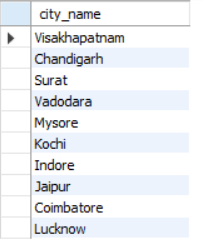 city_name
Visakhapatnam
Chandigarh
Surat
Vadodara
Mysore
Kochi
Indore
Jaipur
Coimbatore
Lucknow